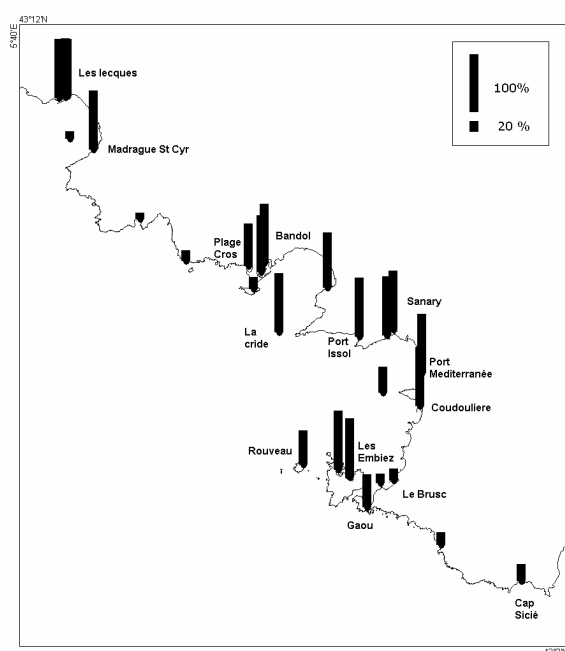 43°12'N
5°40'E
Les lecques
100%
20 %
Madrague St Cyr
Plage
Cros
Bandol
Sanary
La
cride
Port
Issol
Port
Mediterranée
Coudouliere
Rouveau
Les
Embiez
Le Brusc
Gaou
Cap
Sicié